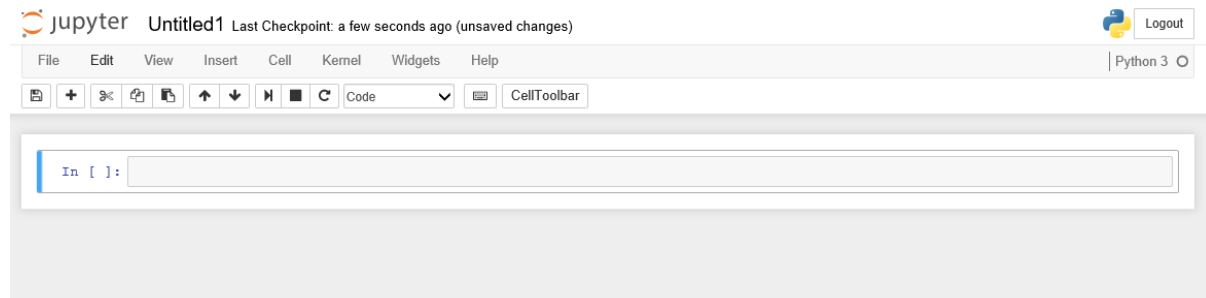 jupyter Untitled1 Last Checkpoint: a few seconds ago (unsaved changes) Logout
File Edit View Insert Cell Kernel Widgets Help Python 3
Code CellToolbar
In [ ]: